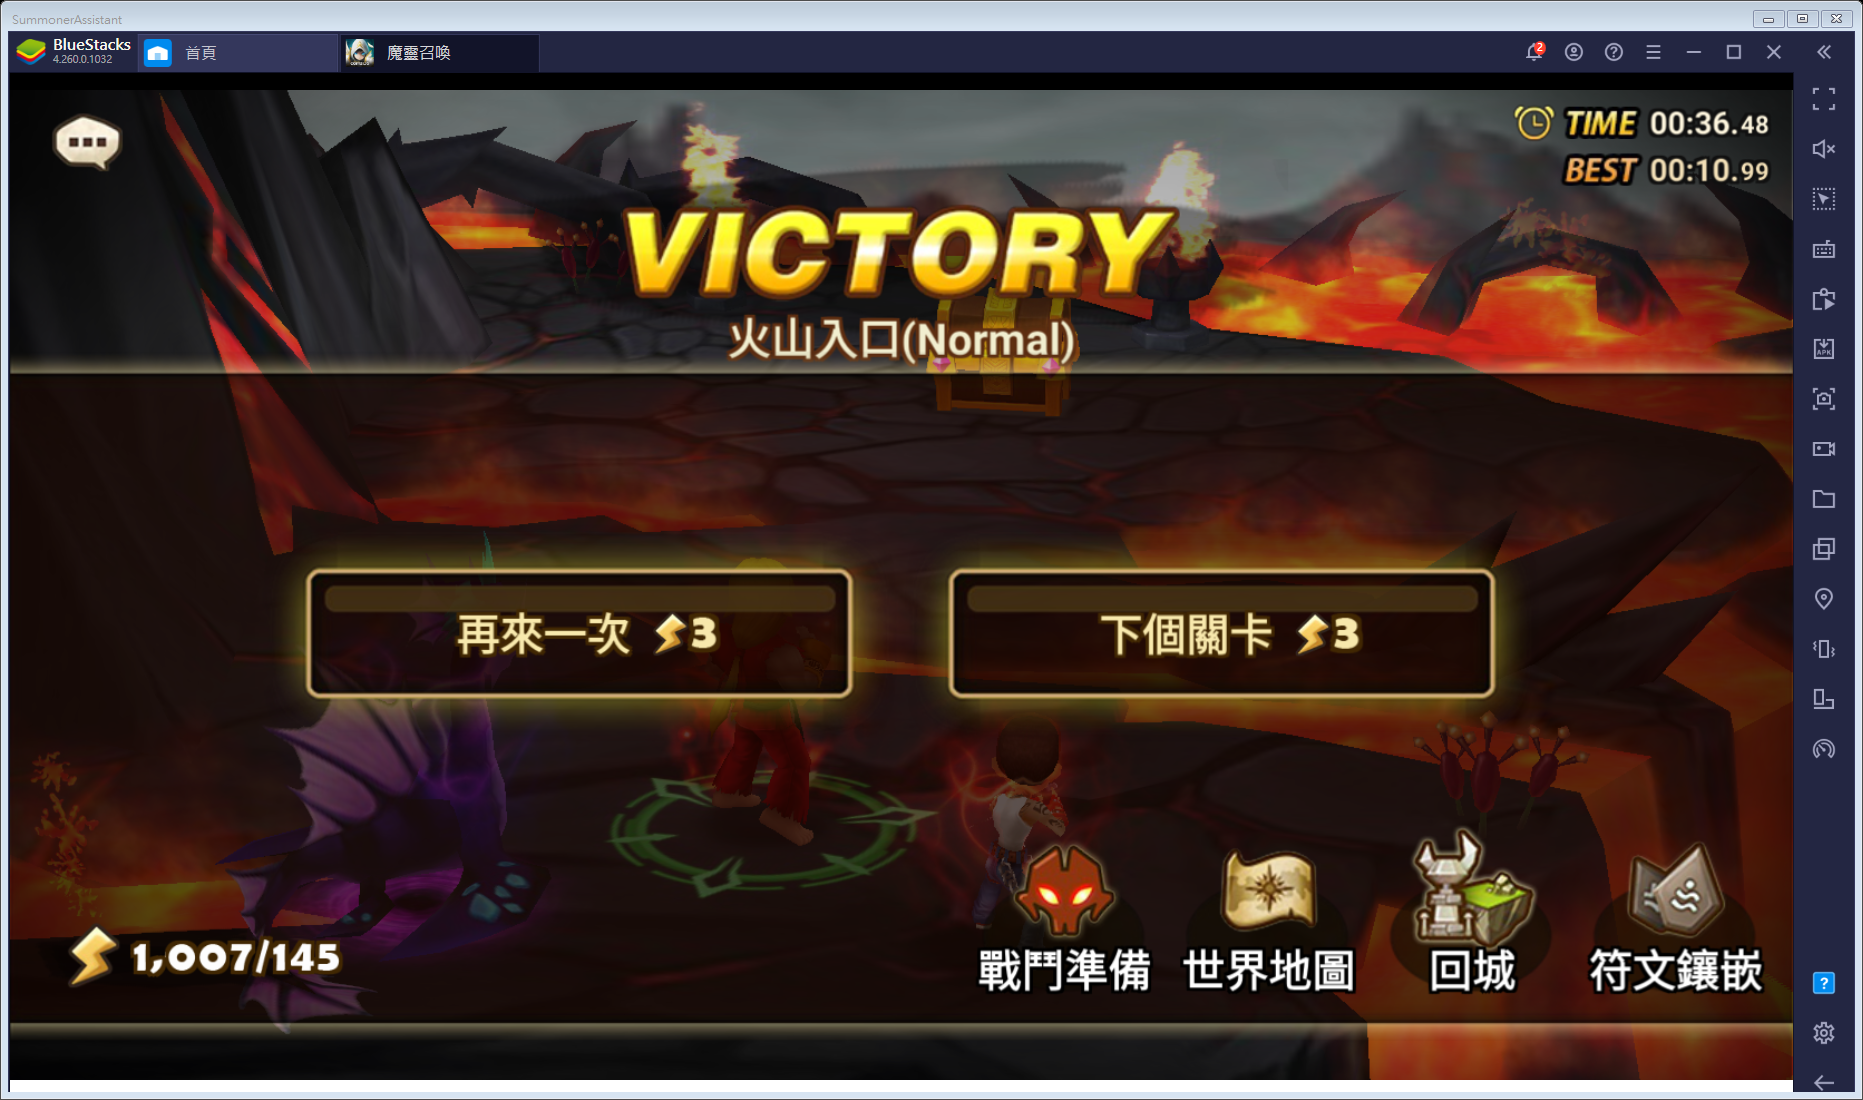 SummonerAssistant
BlueStacks
4.260.0.1032
首頁
魔靈召喚
2
TIME 00:36.48
BEST 00:10.99
VICTORY
火山入口(Normal)
再來一次 3
下個關卡 3
1,007/145
戰鬥準備
世界地圖
回城
符文鑲嵌
APK
?